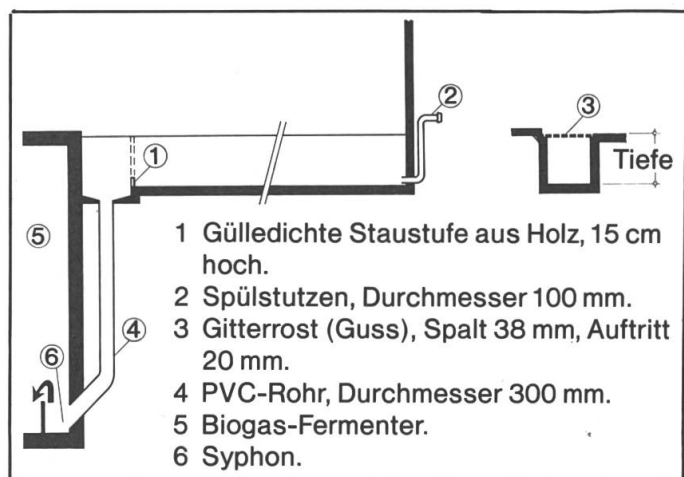 ②
③
①
Tiefe
⑤
④
⑥
1 Gülledichte Staustufe aus Holz, 15 cm
hoch.
2 Spülstutzen, Durchmesser 100 mm.
3 Gitterrost (Guss), Spalt 38 mm, Auftritt
20 mm.
4 PVC-Rohr, Durchmesser 300 mm.
5 Biogas-Fermenter.
6 Syphon.